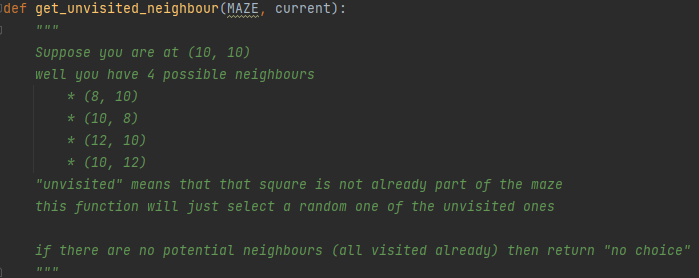 def get_unvisited_neighbour(MAZE, current):
"""
Suppose you are at (10, 10)
well you have 4 possible neighbours
* (8, 10)
* (10, 8)
* (12, 10)
* (10, 12)
"unvisited" means that that square is not already part of the maze
this function will just select a random one of the unvisited ones
if there are no potential neighbours (all visited already) then return "no choice"
"""